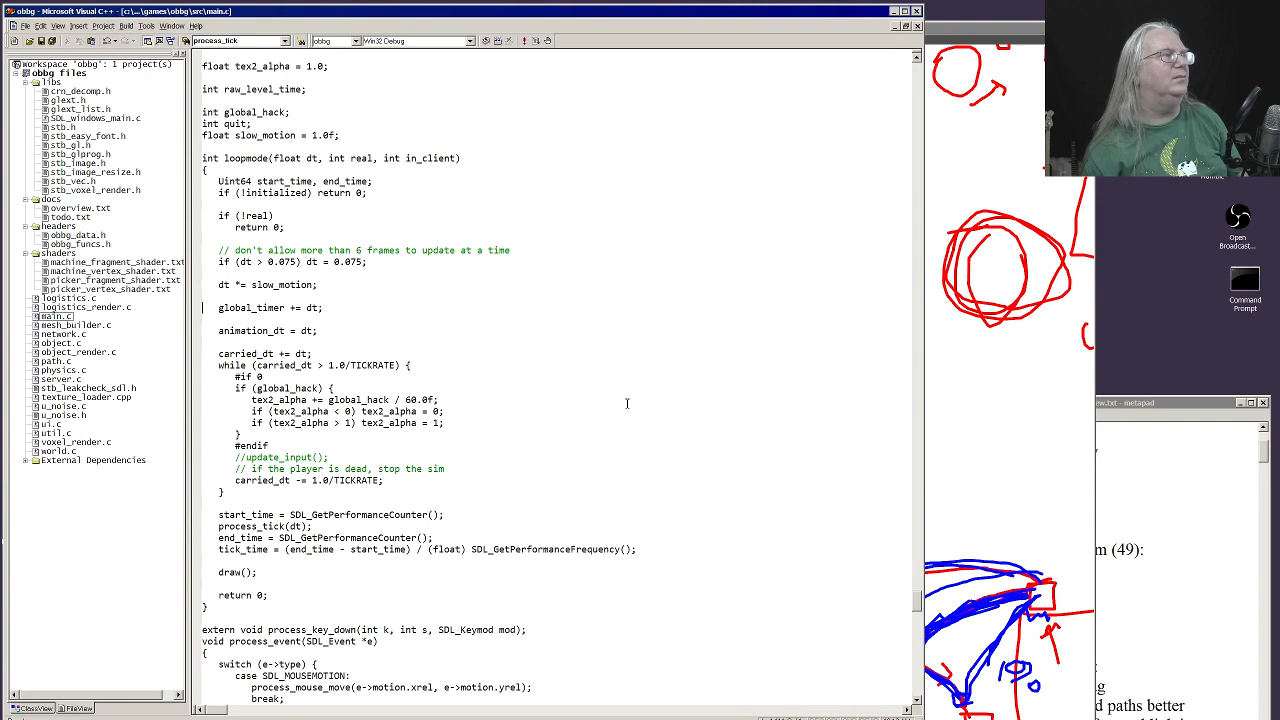 obbg - Microsoft Visual C++ - [c:\...\games\obbg\src\main.c]
File Edit View Insert Project Build Tools Window Help
process_tick obbg Win32 Debug
Workspace 'obbg': 1 project(s)
obbg files
libs
crn_decomp.h
glext.h
glext_list.h
SDL_windows_main.c
stb.h
stb_easy_font.h
stb_gl.h
stb_glprog.h
stb_image.h
stb_image_resize.h
stb_vec.h
stb_voxel_render.h
docs
overview.txt
todo.txt
headers
obbg_data.h
obbg_funcs.h
shaders
machine_fragment_shader.txt
machine_vertex_shader.txt
picker_fragment_shader.txt
picker_vertex_shader.txt
logistics.c
logistics_render.c
main.c
mesh_builder.c
network.c
object.c
object_render.c
path.c
physics.c
server.c
stb_leakcheck_sdl.h
texture_loader.cpp
u_noise.c
u_noise.h
ui.c
util.c
voxel_render.c
world.c
External Dependencies
ClassView FileView
float tex2_alpha = 1.0;
int raw_level_time;
int global_hack;
int quit;
float slow_motion = 1.0f;
int loopmode(float dt, int real, int in_client)
{
Uint64 start_time, end_time;
if (!initialized) return 0;
if (!real)
return 0;
// don't allow more than 6 frames to update at a time
if (dt > 0.075) dt = 0.075;
dt *= slow_motion;
global_timer += dt;
animation_dt = dt;
carried_dt += dt;
while (carried_dt > 1.0/TICKRATE) {
#if 0
if (global_hack) {
tex2_alpha += global_hack / 60.0f;
if (tex2_alpha < 0) tex2_alpha = 0;
if (tex2_alpha > 1) tex2_alpha = 1;
}
#endif
//update_input();
// if the player is dead, stop the sim
carried_dt -= 1.0/TICKRATE;
}
start_time = SDL_GetPerformanceCounter();
process_tick(dt);
end_time = SDL_GetPerformanceCounter();
tick_time = (end_time - start_time) / (float) SDL_GetPerformanceFrequency();
draw();
return 0;
}
extern void process_key_down(int k, int s, SDL_Keymod mod);
void process_event(SDL_Event *e)
{
switch (e->type) {
case SDL_MOUSEMOTION:
process_mouse_move(e->motion.xrel, e->motion.yrel);
break;
Open
Broadcast...
Command
Prompt
ew.txt - metapad
m (49):
g
d paths better